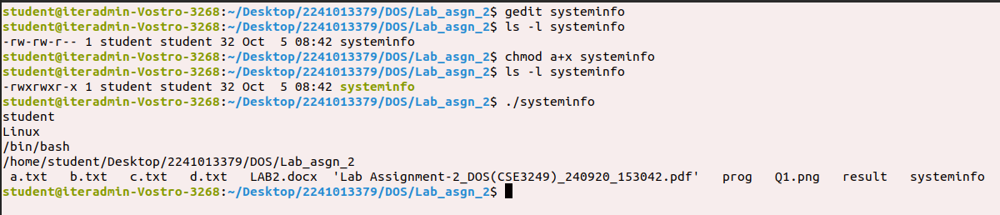 student@iteradmin-Vostro-3268:~/Desktop/2241013379/DOS/Lab_asgn_2$ gedit systeminfo
student@iteradmin-Vostro-3268:~/Desktop/2241013379/DOS/Lab_asgn_2$ ls -l systeminfo
-rw-rw-r-- 1 student student 32 Oct  5 08:42 systeminfo
student@iteradmin-Vostro-3268:~/Desktop/2241013379/DOS/Lab_asgn_2$ chmod a+x systeminfo
student@iteradmin-Vostro-3268:~/Desktop/2241013379/DOS/Lab_asgn_2$ ls -l systeminfo
-rwxrwxr-x 1 student student 32 Oct  5 08:42 systeminfo
student@iteradmin-Vostro-3268:~/Desktop/2241013379/DOS/Lab_asgn_2$ ./systeminfo
student
Linux
/bin/bash
/home/student/Desktop/2241013379/DOS/Lab_asgn_2
 a.txt   b.txt   c.txt   d.txt   LAB2.docx  'Lab Assignment-2_DOS(CSE3249)_240920_153042.pdf'   prog   Q1.png   result   systeminfo
student@iteradmin-Vostro-3268:~/Desktop/2241013379/DOS/Lab_asgn_2$